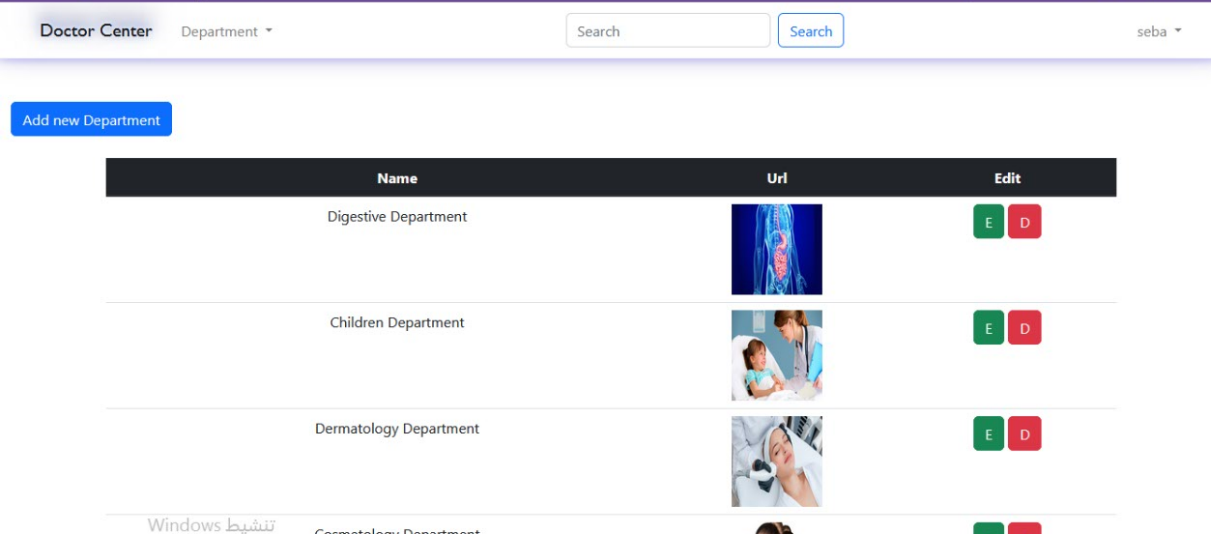 Doctor Center Department Search Search seba
Add new Department
Name Url Edit
Digestive Department E D
Children Department E D
Dermatology Department E D
تنشيط Windows
Cosmetology Department